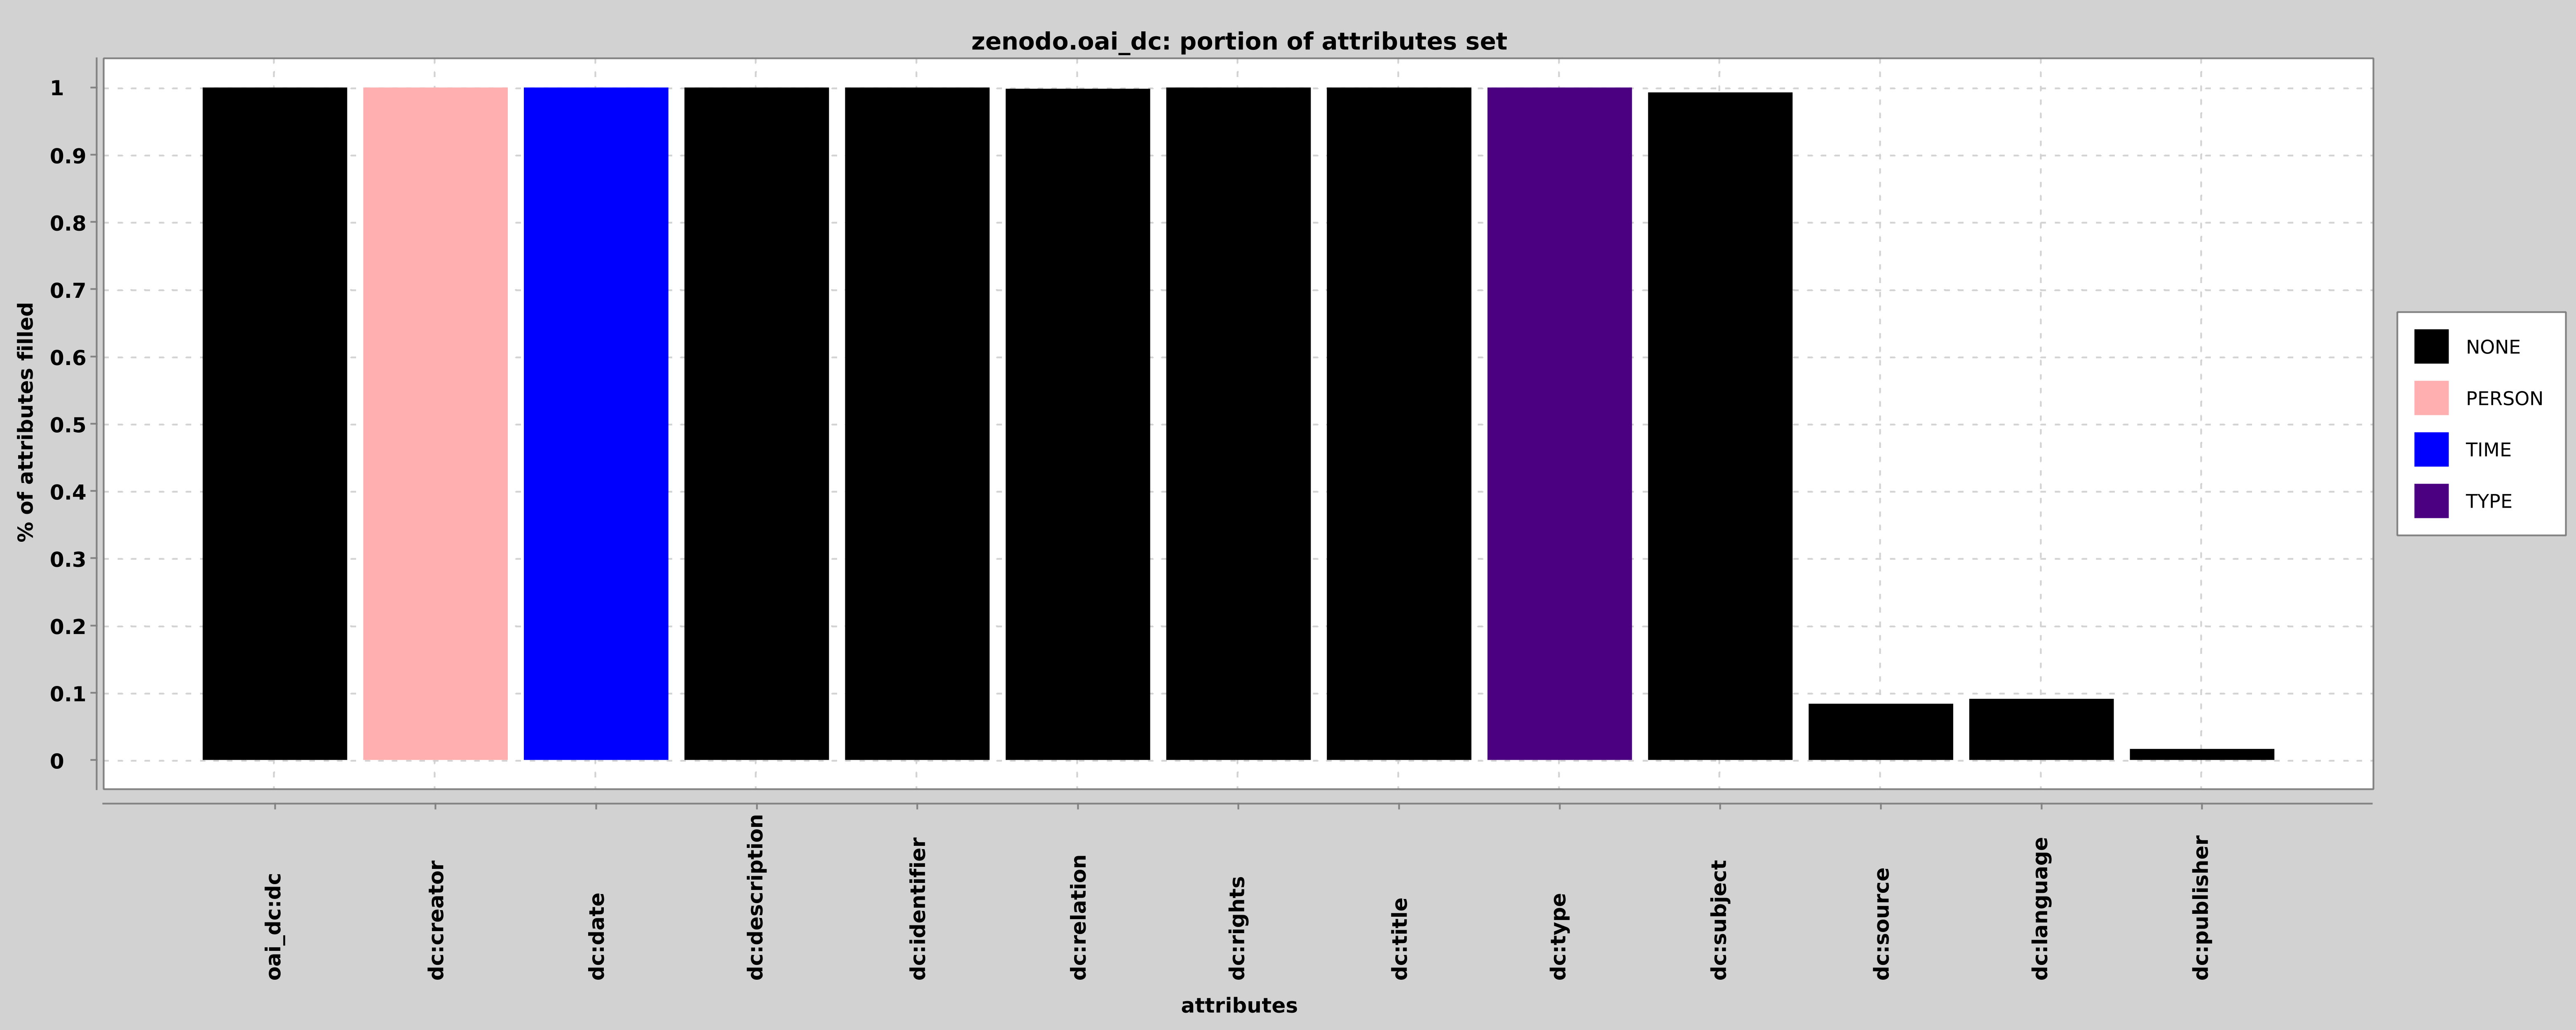 zenodo.oai_dc: portion of attributes set
% of attributes filled
1
0.9
0.8
0.7
0.6
0.5
0.4
0.3
0.2
0.1
0
oai_dc:dc
dc:creator
dc:date
dc:description
dc:identifier
dc:relation
dc:rights
dc:title
dc:type
dc:subject
dc:source
dc:language
dc:publisher
attributes
NONE
PERSON
TIME
TYPE